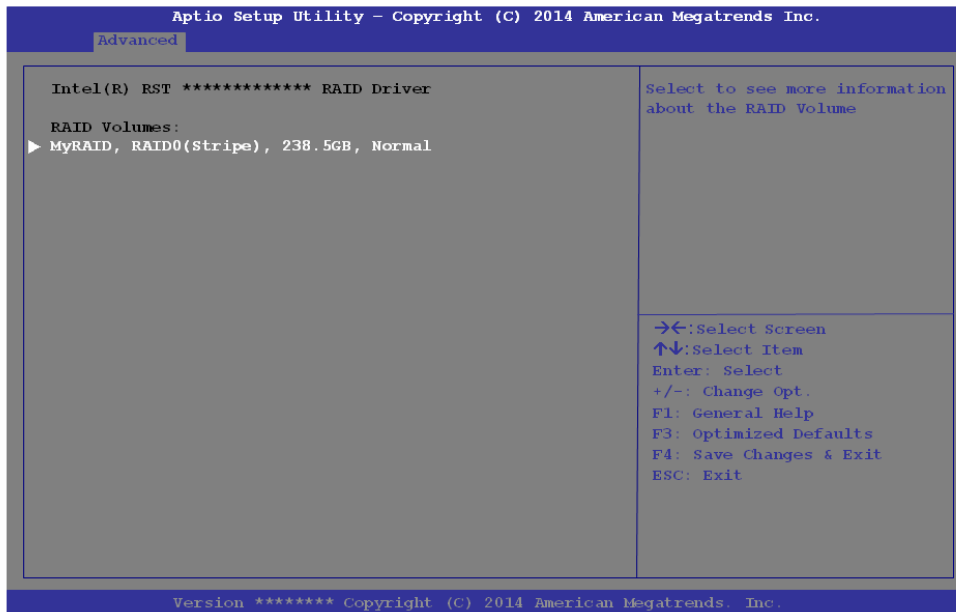 Aptio Setup Utility – Copyright (C) 2014 American Megatrends Inc.
Advanced
Intel(R) RST ************* RAID Driver
RAID Volumes:
▶ MyRAID, RAID0(Stripe), 238.5GB, Normal
Select to see more information
about the RAID Volume
→←:Select Screen
↑↓:Select Item
Enter: Select
+/-: Change Opt.
F1: General Help
F3: Optimized Defaults
F4: Save Changes & Exit
ESC: Exit
Version ******** Copyright (C) 2014 American Megatrends. Inc.